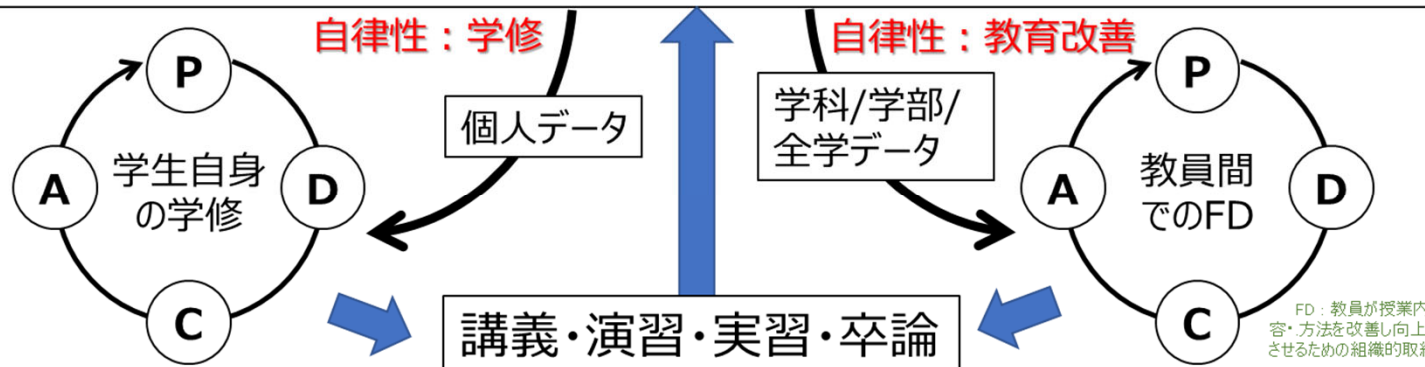 自律性：学修
自律性：教育改善
P
D
C
A
学生自身
の学修
個人データ
学科/学部/
全学データ
P
D
C
A
教員間
でのFD
講義・演習・実習・卒論
FD：教員が授業内
容・方法を改善し向上
させるための組織的取組